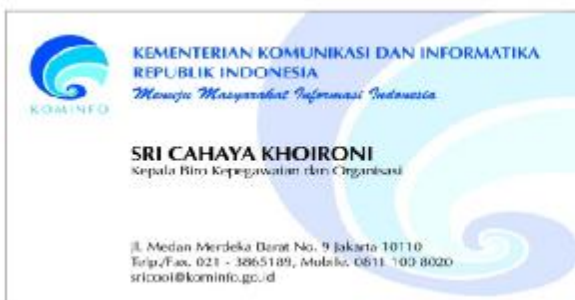 KEMENTERIAN KOMUNIKASI DAN INFORMATIKA
REPUBLIK INDONESIA
Menuju Masyarakat Informasi Indonesia
KOMINFO
SRI CAHAYA KHOIRONI
Kepala Biro Kepegawaian dan Organisasi
Jl. Medan Merdeka Barat No. 9 Jakarta 10110
Telp./Fax. 021 - 3865189, Mobile. 0811 100 8020
sricooi@kominfo.go.id